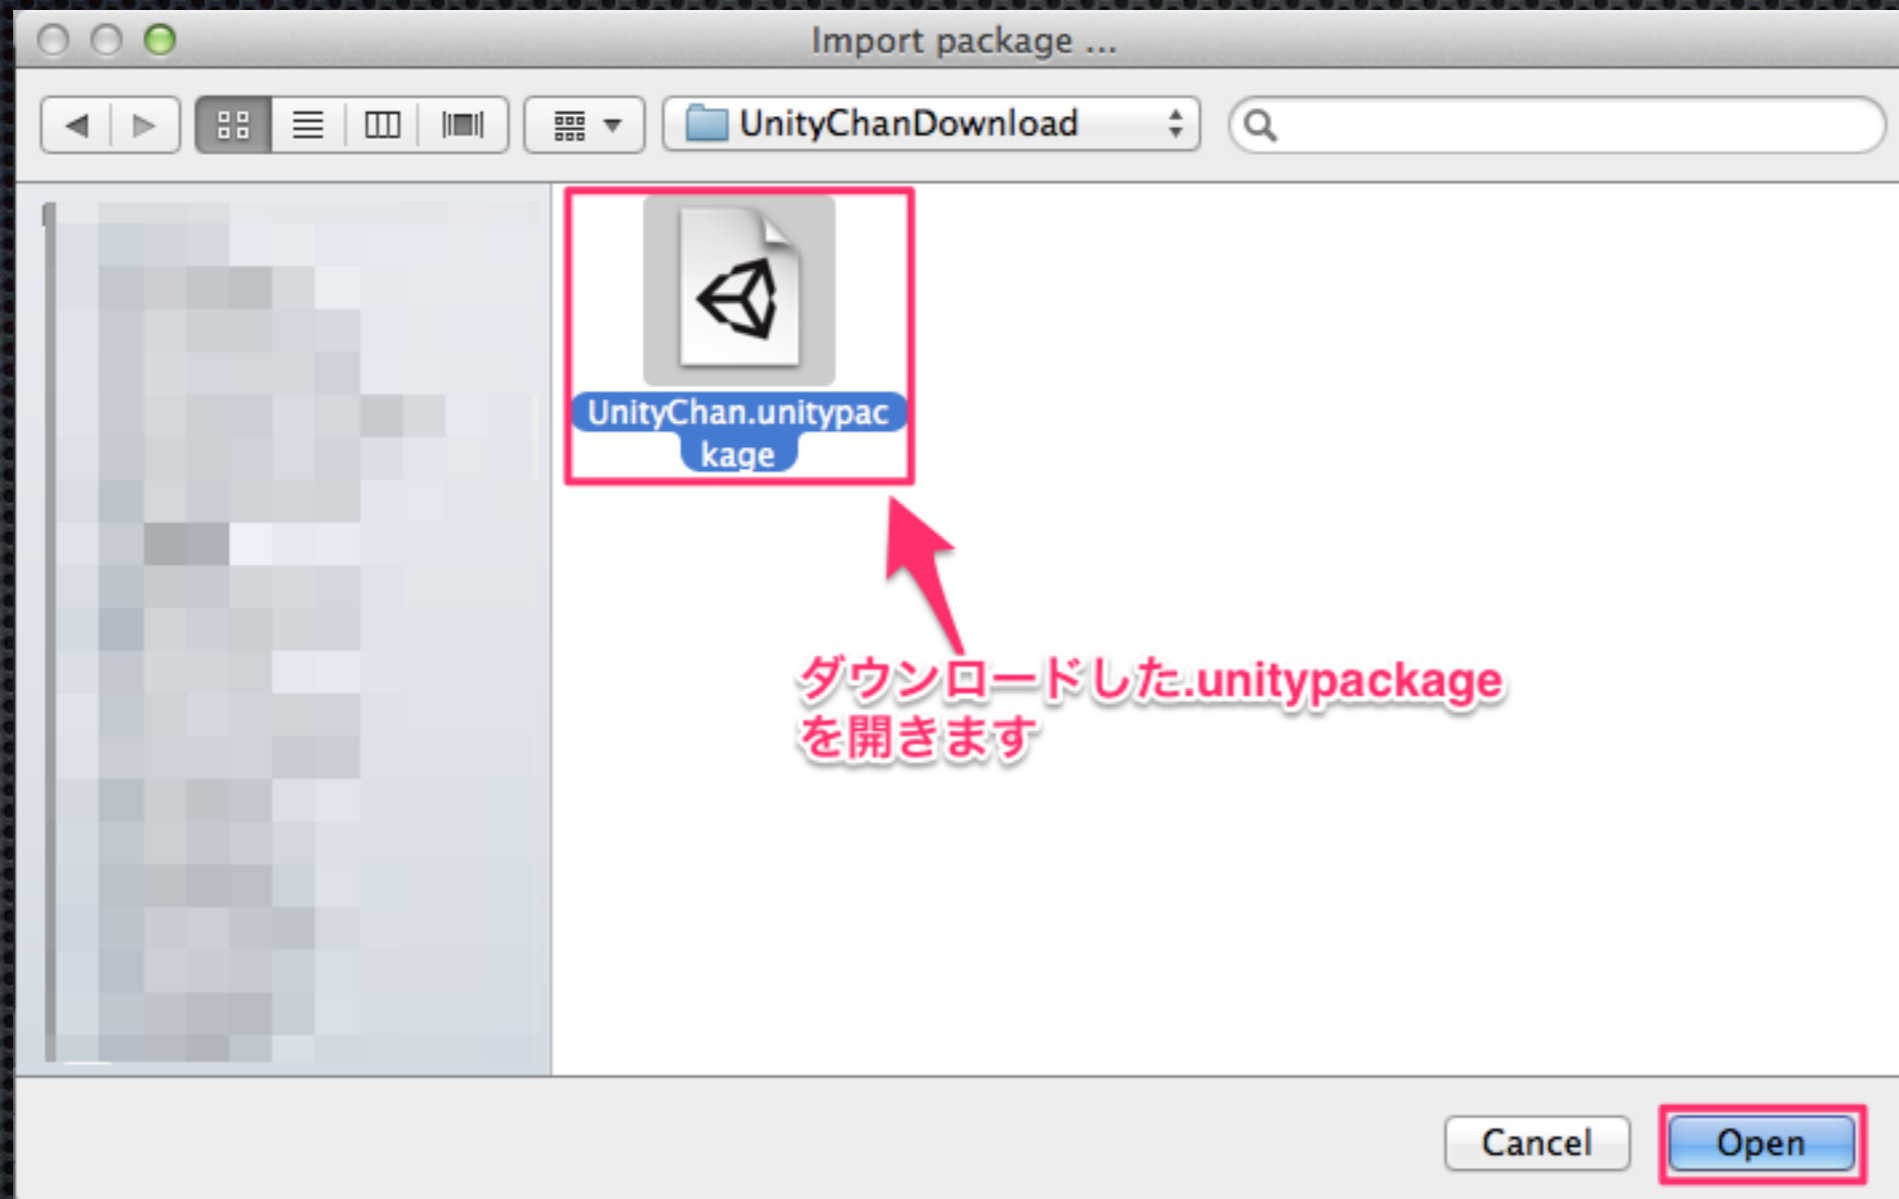 Import package ...
UnityChanDownload
UnityChan.unitypac
kage
ダウンロードした.unitypackage
を開きます
Cancel
Open